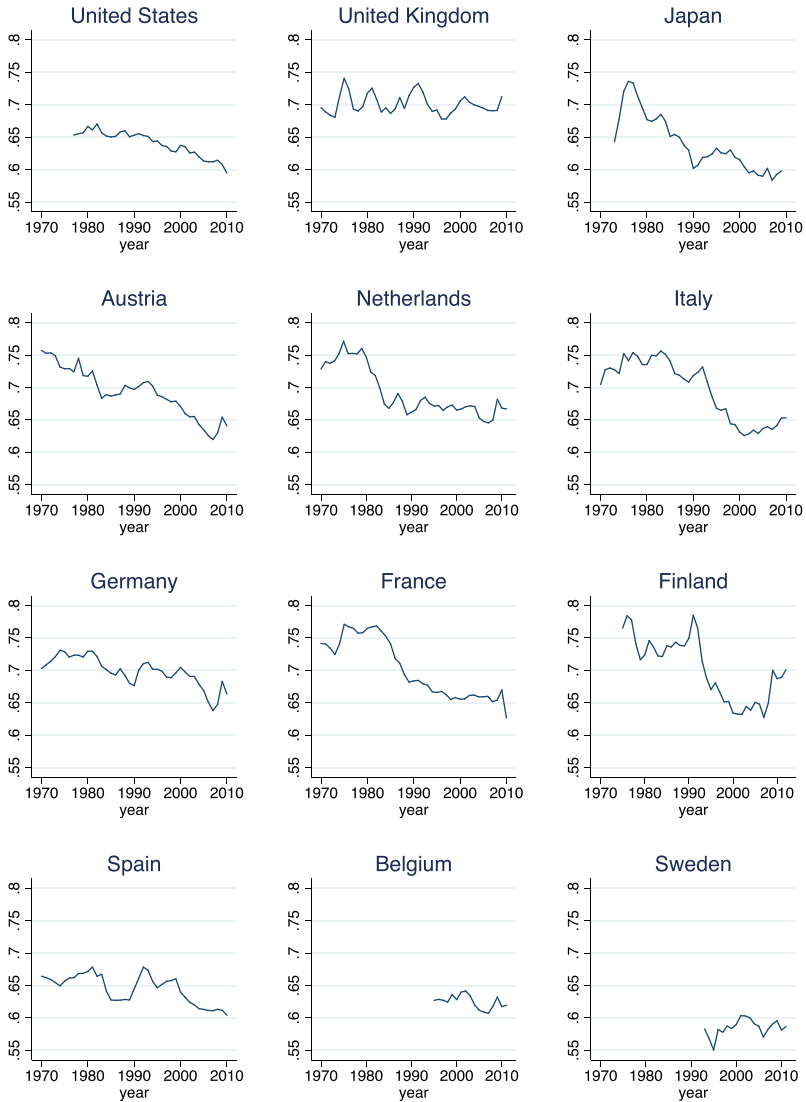 United States
United Kingdom
Japan
.8 .8 .8
.75 .75 .75
.7 .7 .7
.65 .65 .65
.6 .6 .6
.55 .55 .55
1970 1980 1990 2000 2010 1970 1980 1990 2000 2010 1970 1980 1990 2000 2010
year year year
Austria
Netherlands
Italy
.8 .8 .8
.75 .75 .75
.7 .7 .7
.65 .65 .65
.6 .6 .6
.55 .55 .55
1970 1980 1990 2000 2010 1970 1980 1990 2000 2010 1970 1980 1990 2000 2010
year year year
Germany
France
Finland
.8 .8 .8
.75 .75 .75
.7 .7 .7
.65 .65 .65
.6 .6 .6
.55 .55 .55
1970 1980 1990 2000 2010 1970 1980 1990 2000 2010 1970 1980 1990 2000 2010
year year year
Spain
Belgium
Sweden
.8 .8 .8
.75 .75 .75
.7 .7 .7
.65 .65 .65
.6 .6 .6
.55 .55 .55
1970 1980 1990 2000 2010 1970 1980 1990 2000 2010 1970 1980 1990 2000 2010
year year year